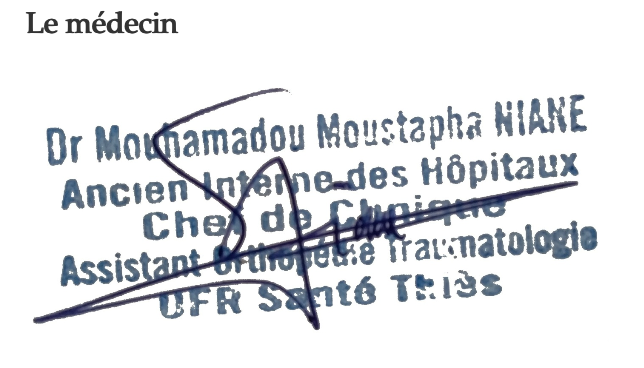 Le médecin
Dr Mouhamadou Moustapha NIANE
Ancien Interne des Hôpitaux
Chef de Clinique
Assistant Orthopédie Traumatologie
UFR Santé Thiès